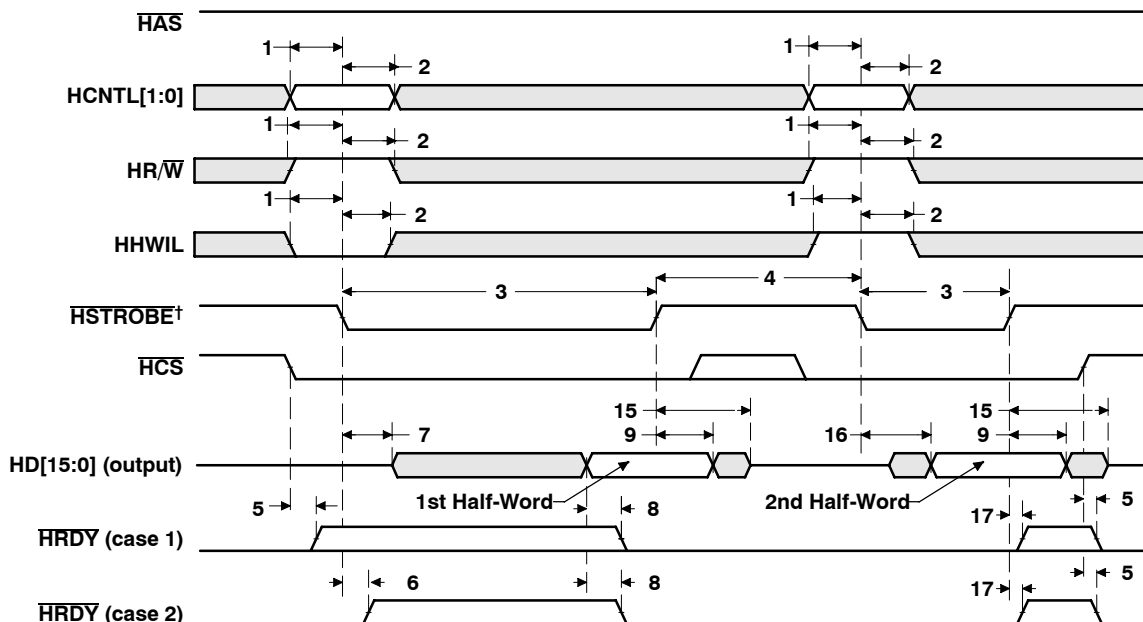 HAS
1
1
2
2
HCNTL[1:0]
1
1
2
2
HR/W
1
1
2
2
HHWIL
3
4
3
HSTROBE†
HCS
15
15
7
9
16
9
HD[15:0] (output)
1st Half-Word
2nd Half-Word
5
8
17
5
HRDY (case 1)
6
8
17
5
HRDY (case 2)